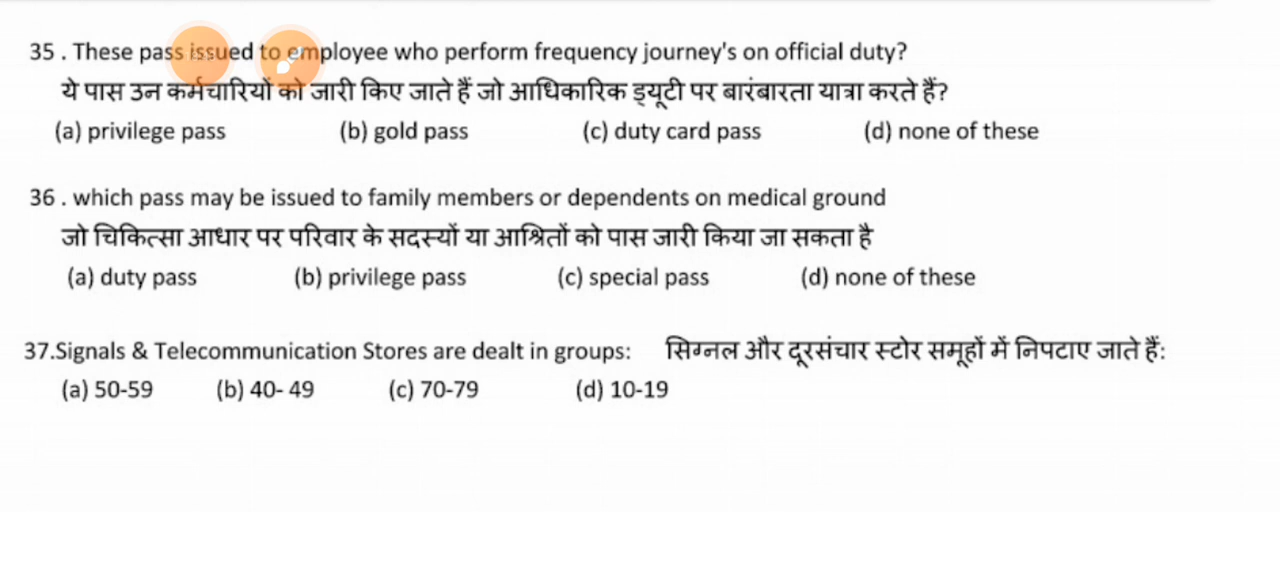 35 . These pass issued to employee who perform frequency journey's on official duty?
ये पास उन कर्मचारियों को जारी किए जाते हैं जो आधिकारिक ड्यूटी पर बारंबारता यात्रा करते हैं?
(a) privilege pass (b) gold pass (c) duty card pass (d) none of these
36 . which pass may be issued to family members or dependents on medical ground
जो चिकित्सा आधार पर परिवार के सदस्यों या आश्रितों को पास जारी किया जा सकता है
(a) duty pass (b) privilege pass (c) special pass (d) none of these
37.Signals & Telecommunication Stores are dealt in groups: सिग्नल और दूरसंचार स्टोर समूहों में निपटाए जाते हैं:
(a) 50-59 (b) 40- 49 (c) 70-79 (d) 10-19